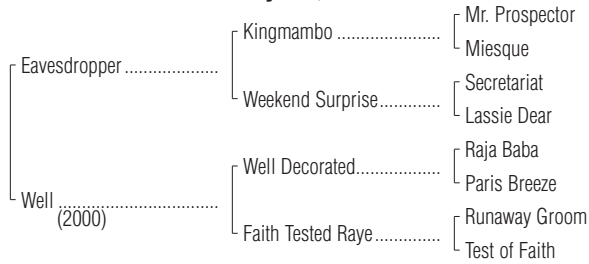 Mr. Prospector
Kingmambo ................
Miesque
Eavesdropper ....................
Secretariat
Weekend Surprise.............
Lassie Dear
Raja Baba
Well Decorated..................
Paris Breeze
Well ..................................
(2000)
Runaway Groom
Faith Tested Raye..............
Test of Faith